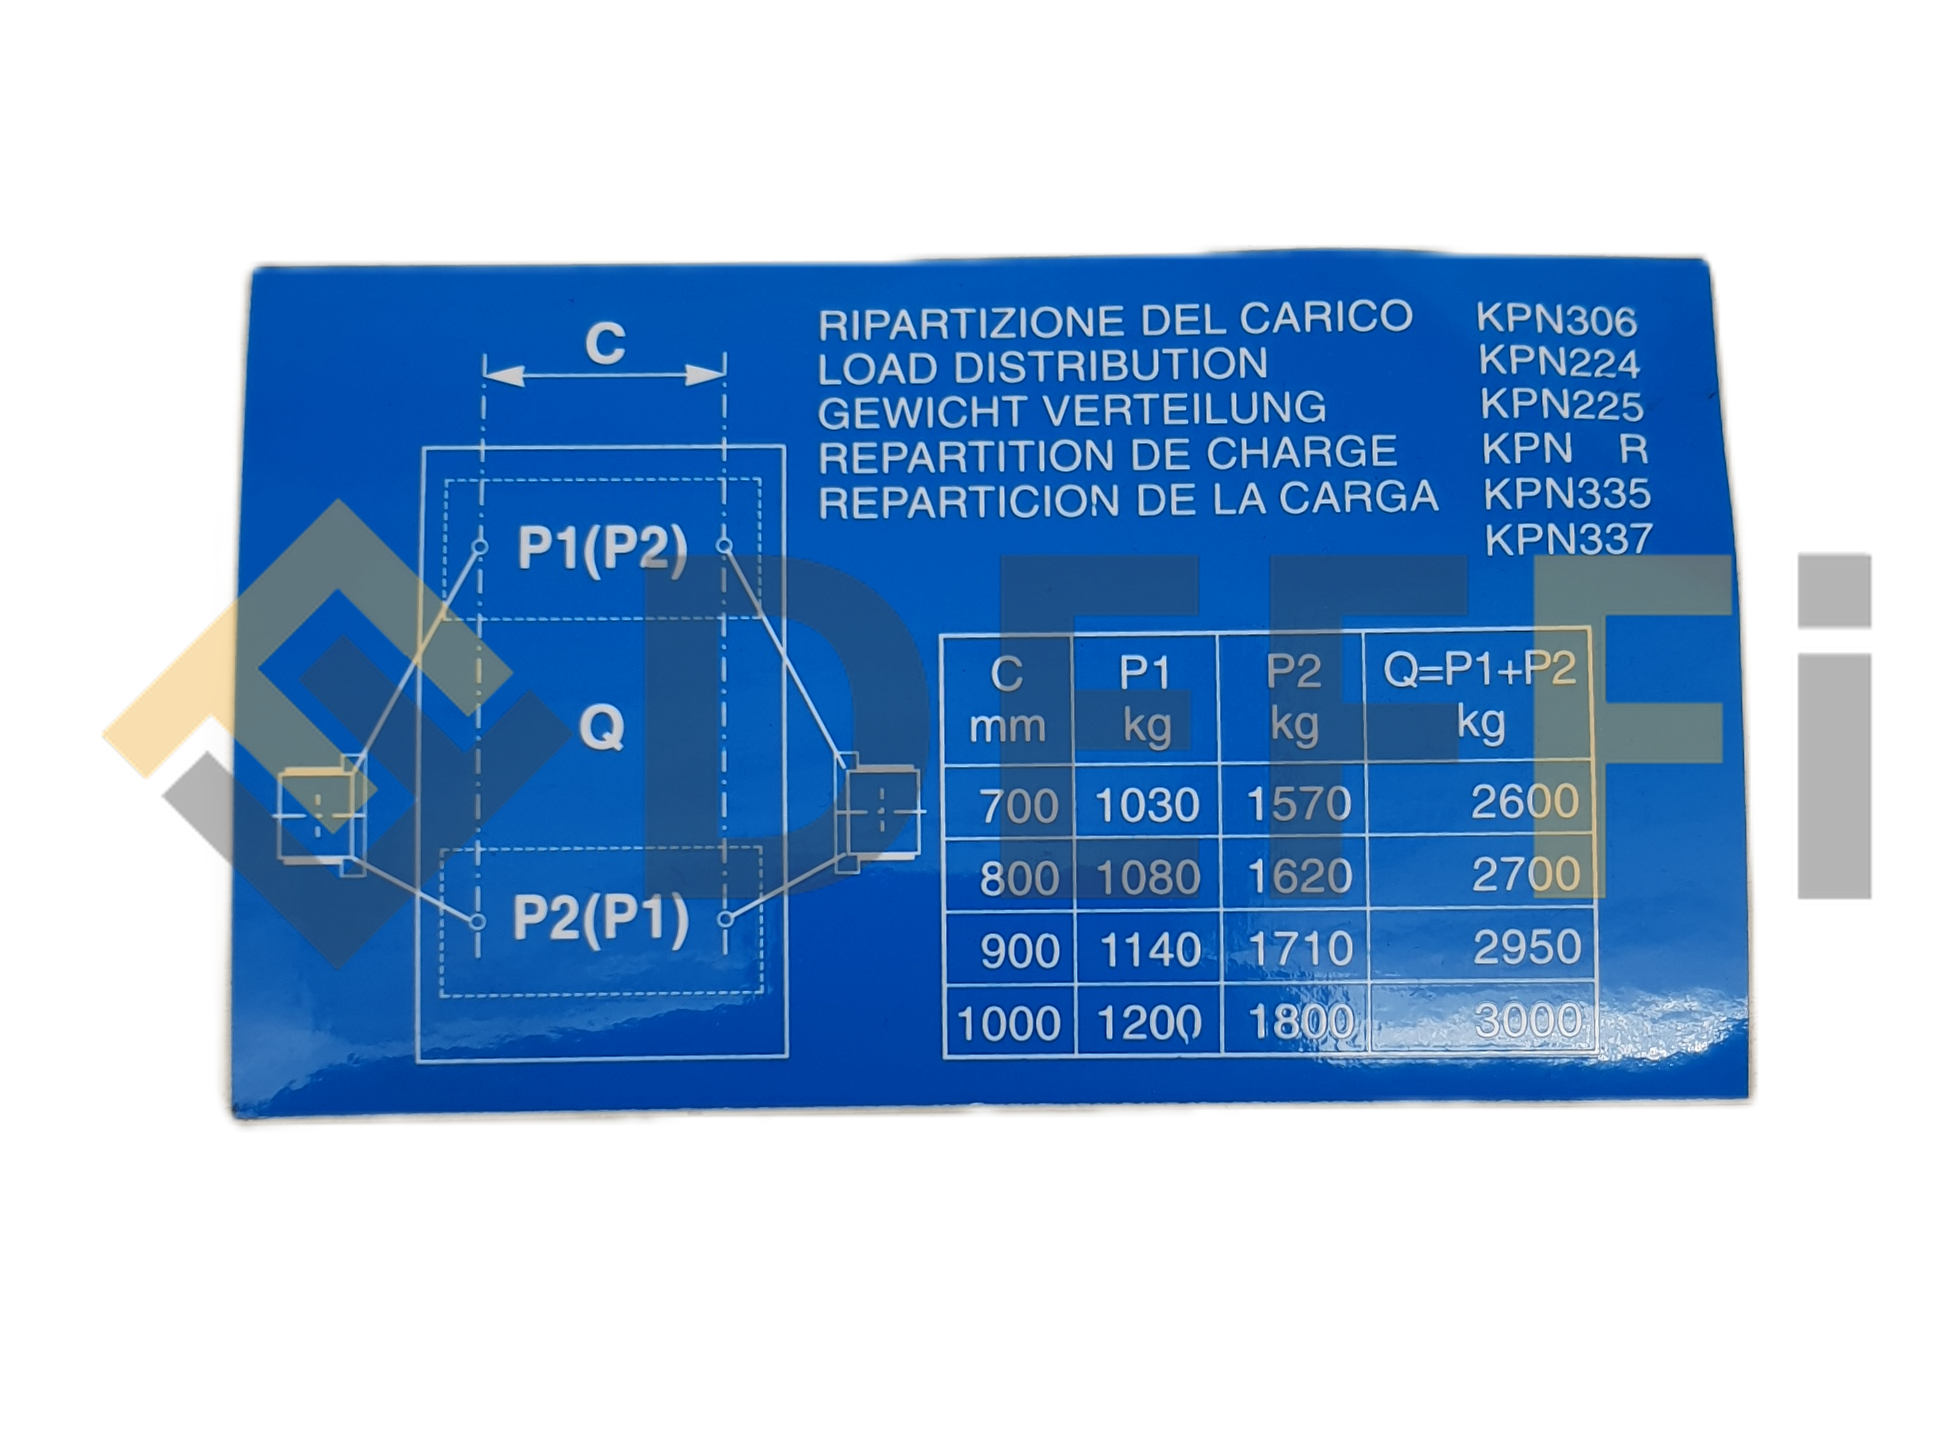 C
P1(P2)
Q
P2(P1)
RIPARTIZIONE DEL CARICO
LOAD DISTRIBUTION
GEWICHT VERTEILUNG
REPARTITION DE CHARGE
REPARTICION DE LA CARGA
KPN306
KPN224
KPN225
KPN R
KPN335
KPN337
C P1 P2 Q=P1+P2
mm kg kg kg
700 1030 1570 2600
800 1080 1620 2700
900 1140 1710 2950
1000 1200 1800 3000
DEFFi